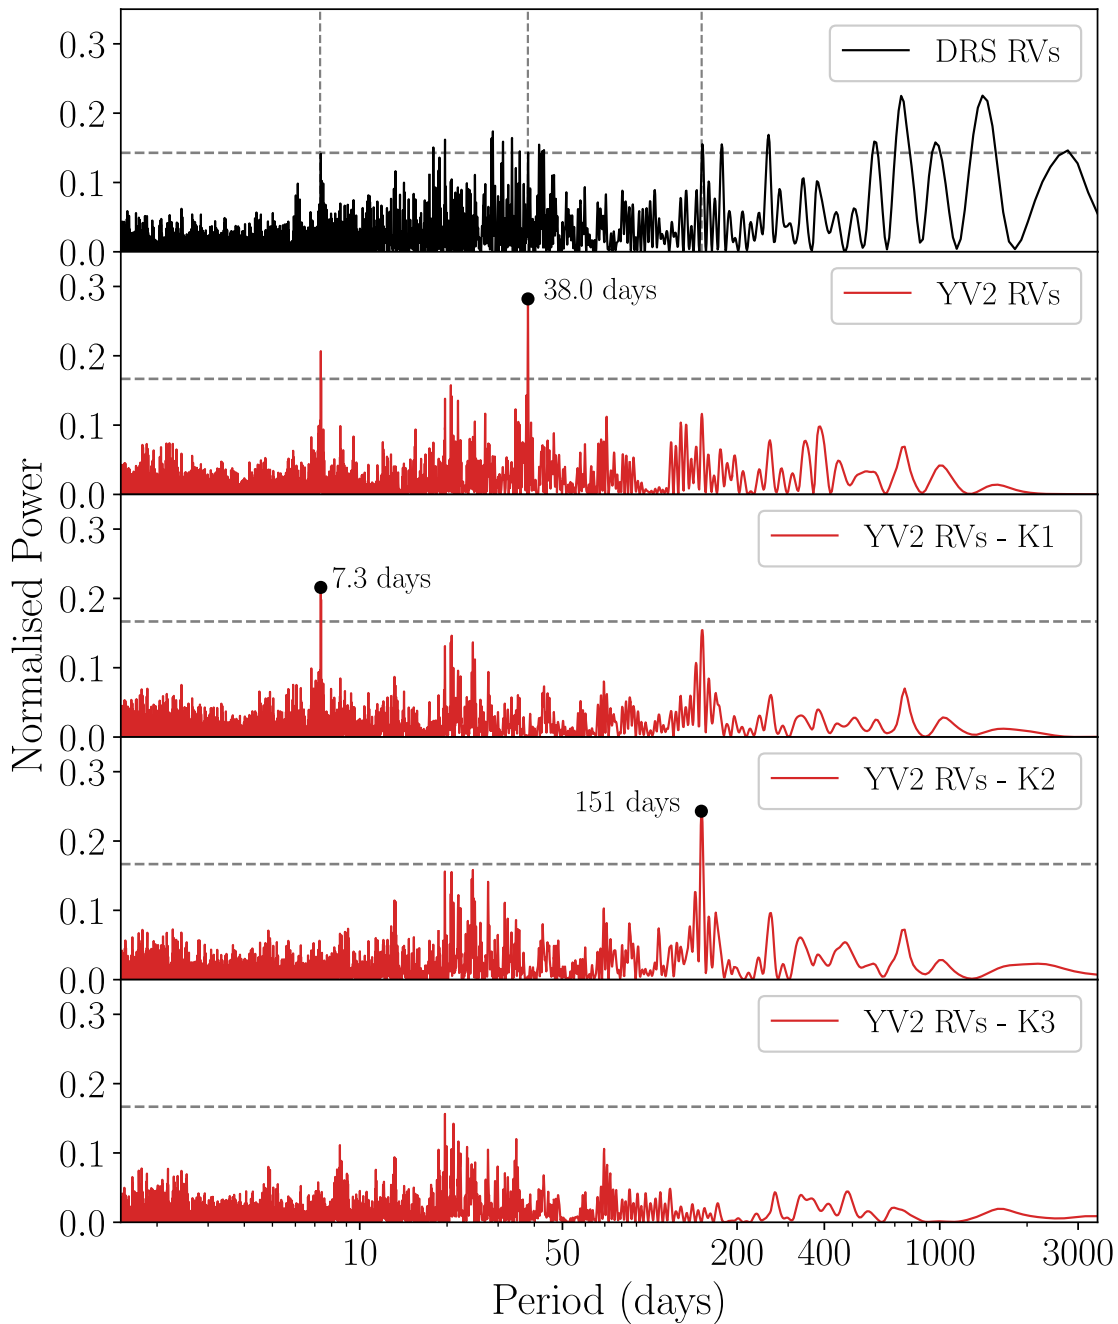 0.3
DRS RVs
0.2
0.1
0.0
0.3
38.0 days
YV2 RVs
0.2
0.1
0.0
0.3
YV2 RVs - K1
7.3 days
0.2
0.1
0.0
0.3
YV2 RVs - K2
151 days
0.2
0.1
0.0
0.3
YV2 RVs - K3
0.2
0.1
0.0
Normalised Power
10 50 200 400 1000 3000
Period (days)